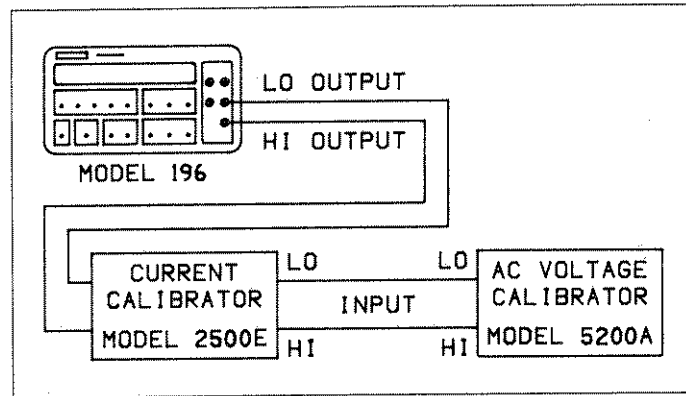 LO OUTPUT
HI OUTPUT
MODEL 196
CURRENT
CALIBRATOR
MODEL 2500E
LO
HI
INPUT
LO
HI
AC VOLTAGE
CALIBRATOR
MODEL 5200A